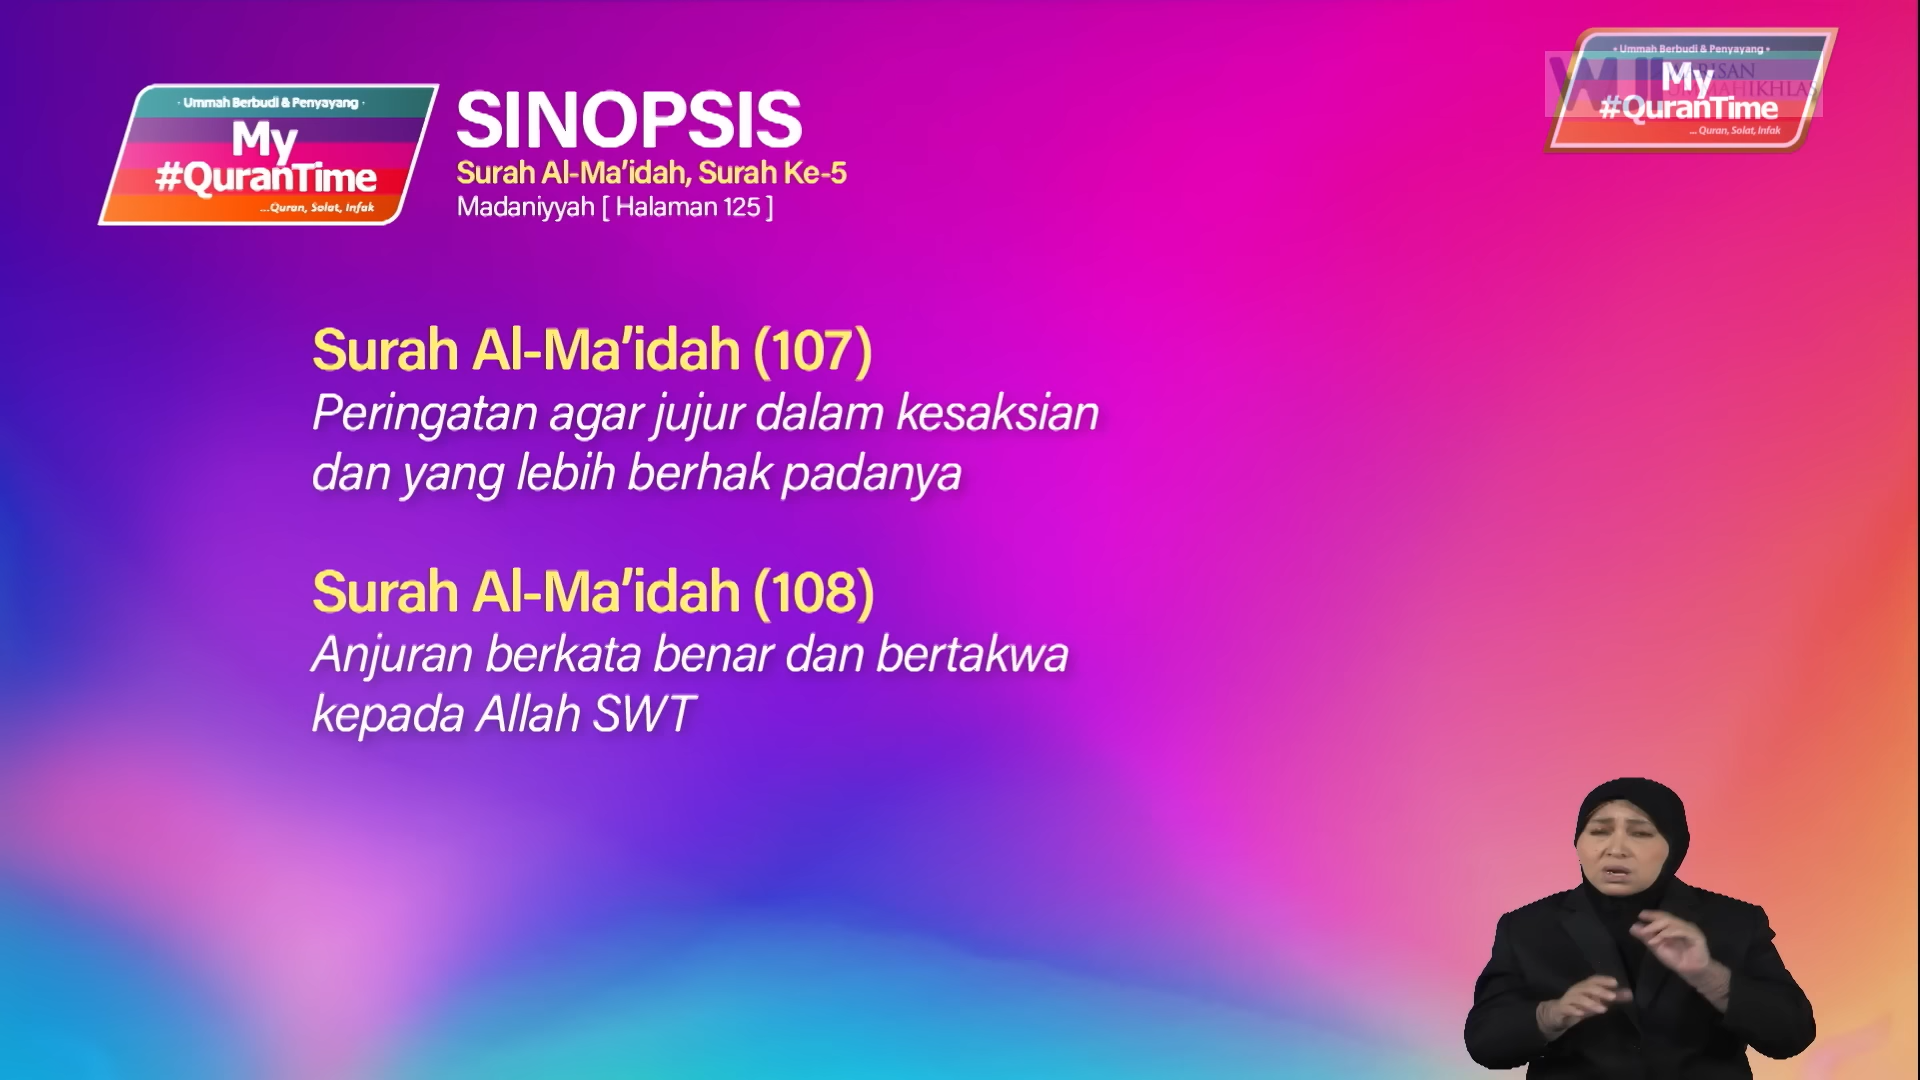 · Ummah Berbudi & Penyayang ·
My
#QuranTime
...Quran, Solat, Infak
SINOPSIS
Surah Al-Ma’idah, Surah Ke-5
Madaniyyah [ Halaman 125 ]
• Ummah Berbudi & Penyayang •
My
#QuranTime
... Quran, Solat, Infak
Surah Al-Ma’idah (107)
Peringatan agar jujur dalam kesaksian
dan yang lebih berhak padanya
Surah Al-Ma’idah (108)
Anjuran berkata benar dan bertakwa
kepada Allah SWT